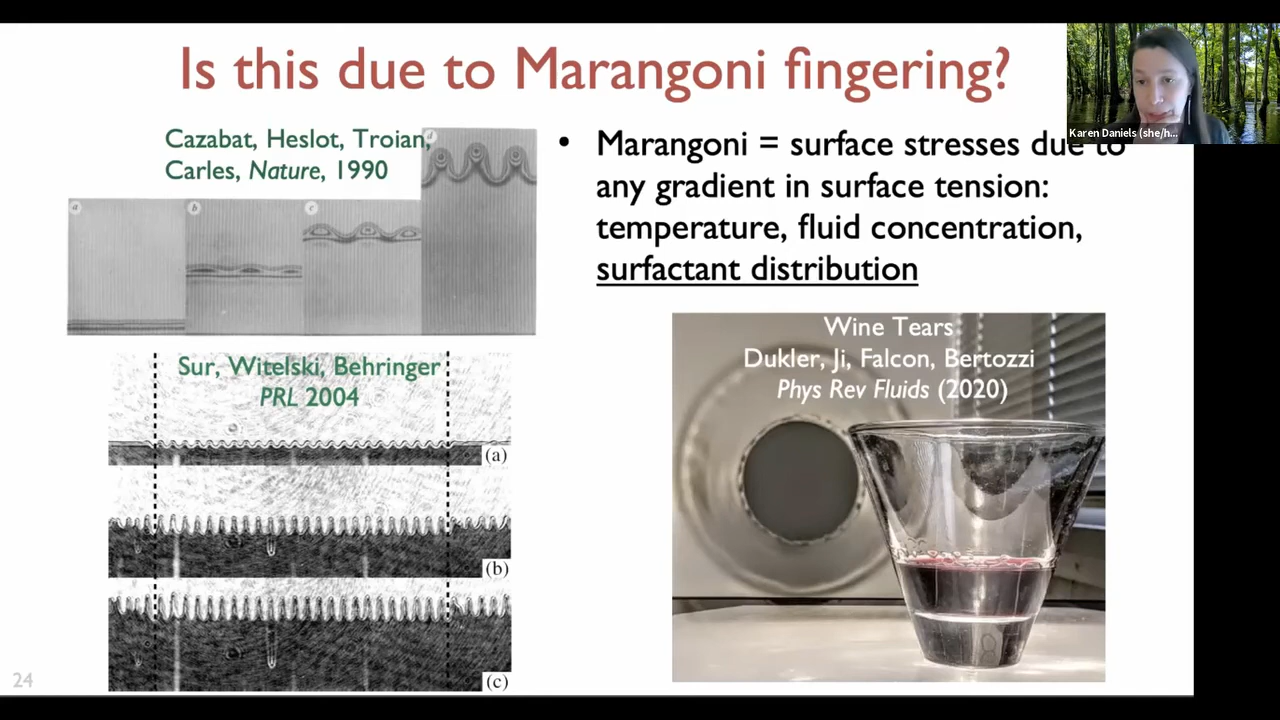 Is this due to Marangoni fingering?
Karen Daniels (she/h...
Cazabat, Heslot, Troian,
Carles, Nature, 1990
a
b
c
d
• Marangoni = surface stresses due to
any gradient in surface tension:
temperature, fluid concentration,
surfactant distribution
Sur, Witelski, Behringer
PRL 2004
(a)
(b)
(c)
Wine Tears
Dukler, Ji, Falcon, Bertozzi
Phys Rev Fluids (2020)
24